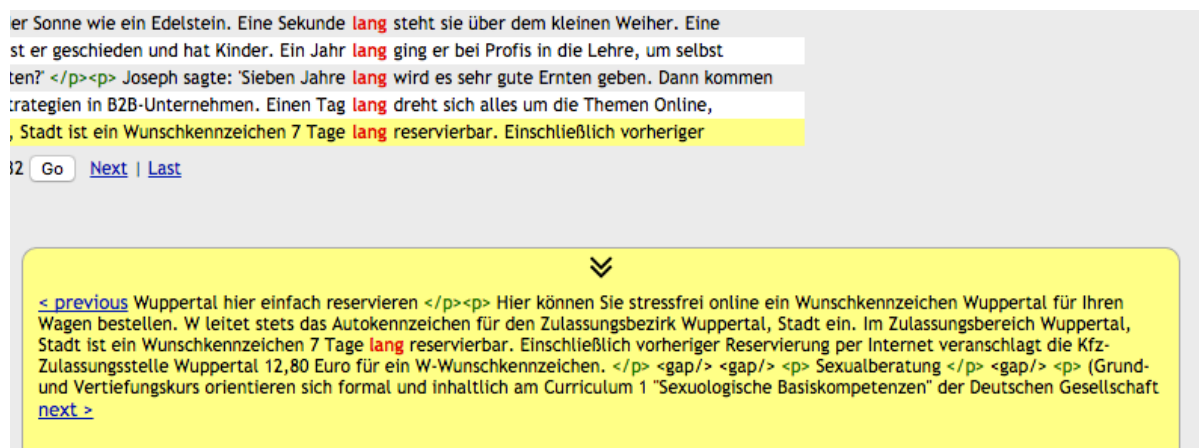 er Sonne wie ein Edelstein. Eine Sekunde lang steht sie über dem kleinen Weiher. Eine
st er geschieden und hat Kinder. Ein Jahr lang ging er bei Profis in die Lehre, um selbst
ten?' </p><p> Joseph sagte: 'Sieben Jahre lang wird es sehr gute Ernten geben. Dann kommen
trategien in B2B-Unternehmen. Einen Tag lang dreht sich alles um die Themen Online,
, Stadt ist ein Wunschkennzeichen 7 Tage lang reservierbar. Einschließlich vorheriger
32 Go Next | Last
< previous Wuppertal hier einfach reservieren </p><p> Hier können Sie stressfrei online ein Wunschkennzeichen Wuppertal für Ihren
Wagen bestellen. W leitet stets das Autokennzeichen für den Zulassungsbezirk Wuppertal, Stadt ein. Im Zulassungsbereich Wuppertal,
Stadt ist ein Wunschkennzeichen 7 Tage lang reservierbar. Einschließlich vorheriger Reservierung per Internet veranschlagt die Kfz-
Zulassungsstelle Wuppertal 12,80 Euro für ein W-Wunschkennzeichen. </p> <gap/> <gap/> <p> Sexualberatung </p> <gap/> <p> (Grund-
und Vertiefungskurs orientieren sich formal und inhaltlich am Curriculum 1 "Sexuologische Basiskompetenzen" der Deutschen Gesellschaft
next >